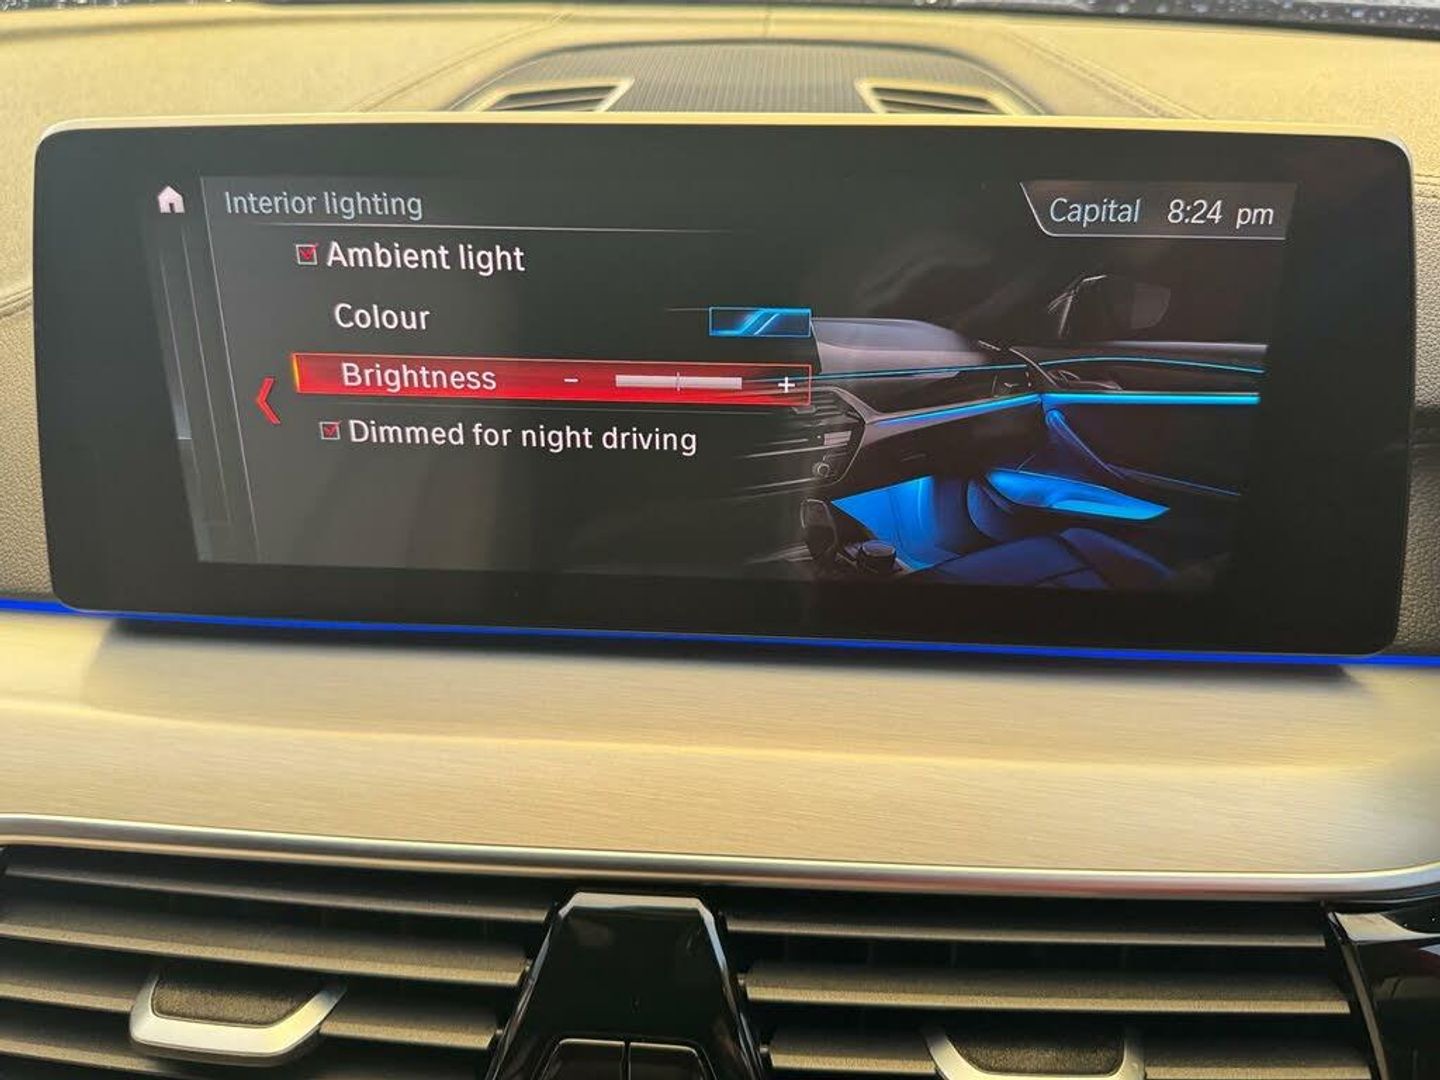 Interior lighting
Capital 8:24 pm
Ambient light
Colour
Brightness - +
Dimmed for night driving